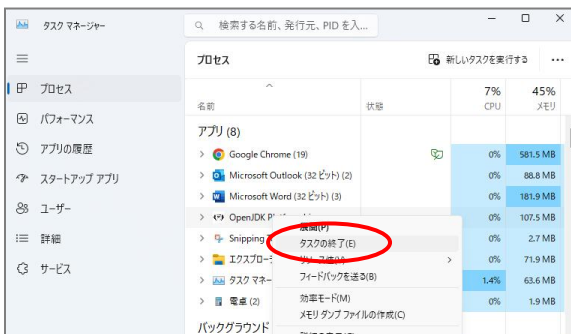 タスク マネージャー
検索する名前、発行元、PID を入...
プロセス
新しいタスクを実行する
プロセス
パフォーマンス
アプリの履歴
スタートアップ アプリ
ユーザー
詳細
サービス
7% 45%
名前 状態 CPU メモリ
アプリ (8)
Google Chrome (19) 0% 581.5 MB
Microsoft Outlook (32 ビット) (2) 0% 88.8 MB
Microsoft Word (32 ビット) (3) 0% 181.9 MB
OpenJDK 0% 107.5 MB
Snipping 0% 2.7 MB
エクスプロー 0% 71.9 MB
タスク マネー 1.4% 63.6 MB
電卓 (2) 0% 1.9 MB
バックグラウンド
展開(P)
タスクの終了(E)
フィードバックを送る(B)
効率モード(M)
メモリ ダンプ ファイルの作成(C)